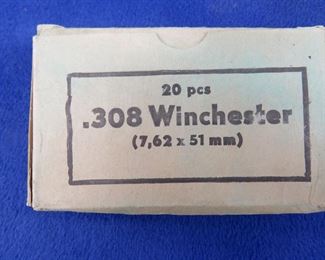 20 pcs
.308 Winchester
(7,62 x 51 mm)